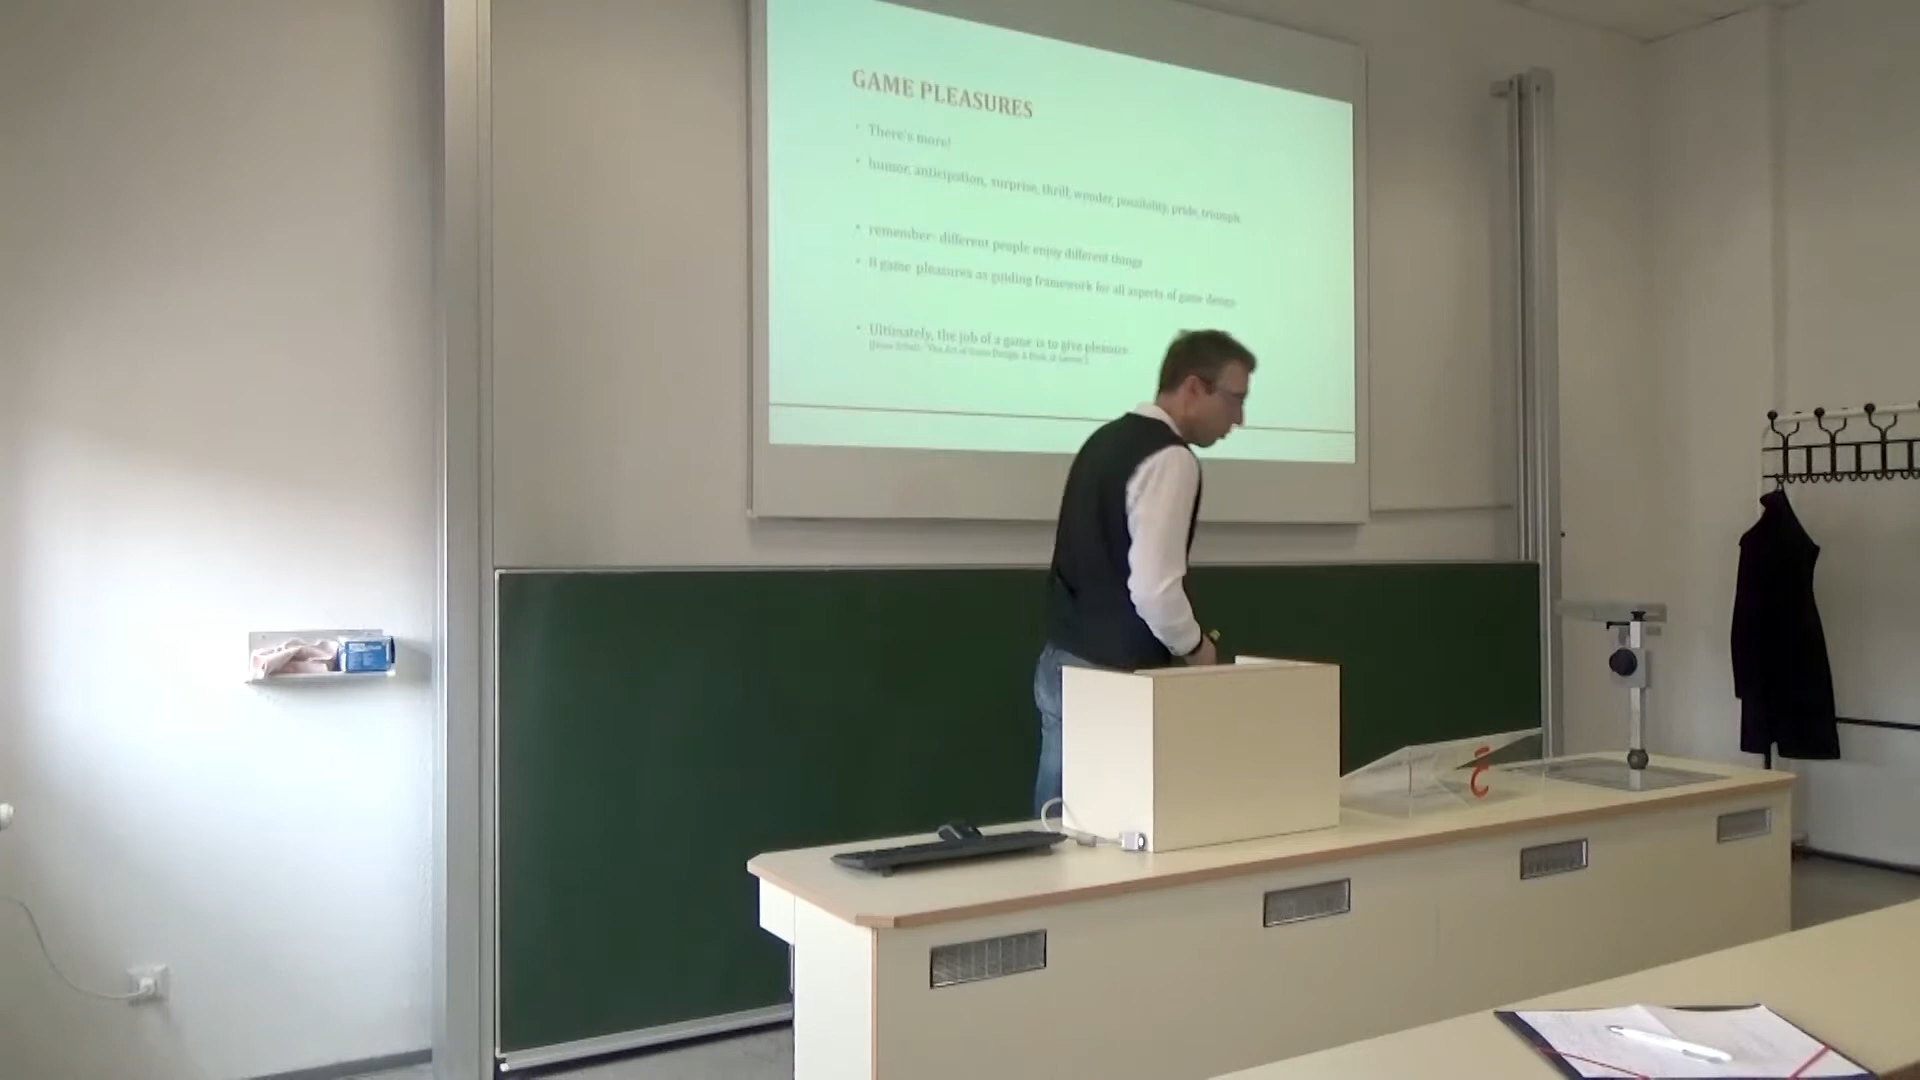 GAME PLEASURES
• There's more!
• humor, anticipation, surprise, thrill, wonder, possibility, pride, triumph
• remember: different people enjoy different things
• 8 game pleasures as guiding framework for all aspects of game design
• Ultimately, the job of a game is to give pleasure.